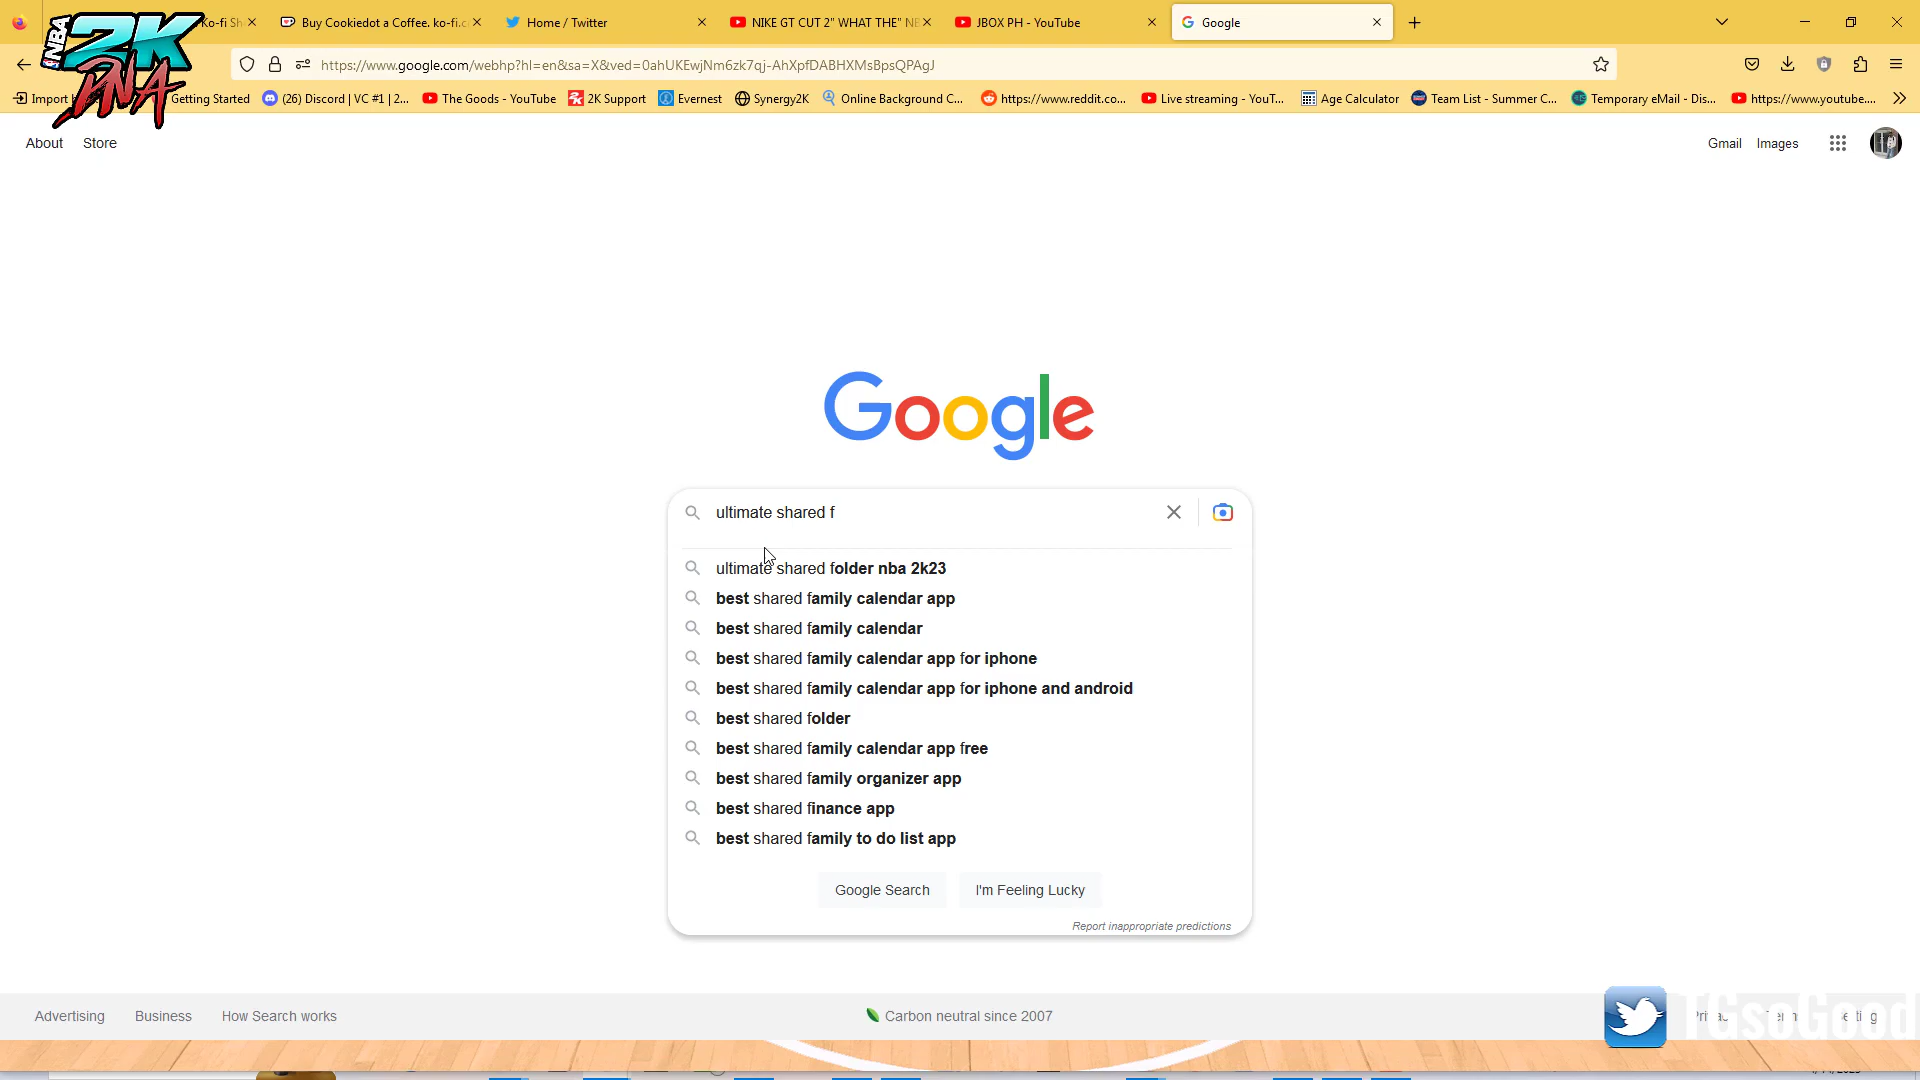 Ko-fi Sh
Buy Cookiedot a Coffee. ko-fi.c
Home / Twitter
NIKE GT CUT 2" WHAT THE" NB
JBOX PH - YouTube
Google
NBA
2K
DNA
https://www.google.com/webhp?hl=en&sa=X&ved=0ahUKEwjNm6zk7qj-AhXpfDABHXMsBpsQPAgJ
Import
Getting Started
(26) Discord | VC #1 | 2...
The Goods - YouTube
2K Support
Evernest
Synergy2K
Online Background C...
https://www.reddit.co...
Live streaming - YouT...
Age Calculator
Team List - Summer C...
Temporary eMail - Dis...
https://www.youtube....
About
Store
Gmail
Images
Google
ultimate shared f
ultimate shared folder nba 2k23
best shared family calendar app
best shared family calendar
best shared family calendar app for iphone
best shared family calendar app for iphone and android
best shared folder
best shared family calendar app free
best shared family organizer app
best shared finance app
best shared family to do list app
Google Search
I'm Feeling Lucky
Report inappropriate predictions
Advertising
Business
How Search works
Carbon neutral since 2007
TGsoGood